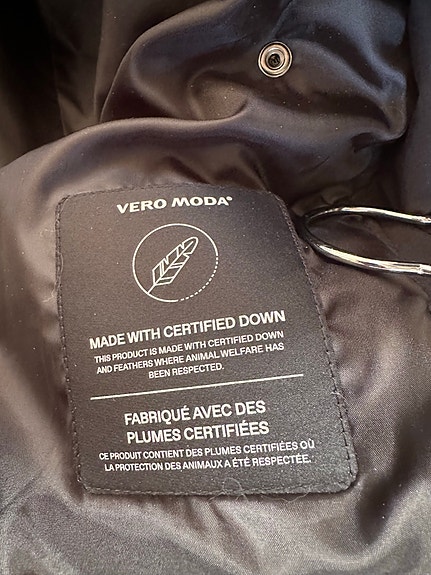 VERO MODA®
MADE WITH CERTIFIED DOWN
THIS PRODUCT IS MADE WITH CERTIFIED DOWN
AND FEATHERS WHERE ANIMAL WELFARE HAS
BEEN RESPECTED.
FABRIQUÉ AVEC DES
PLUMES CERTIFIÉES
CE PRODUIT CONTIENT DES PLUMES CERTIFIÉES OÙ
LA PROTECTION DES ANIMAUX A ÉTÉ RESPECTÉE.